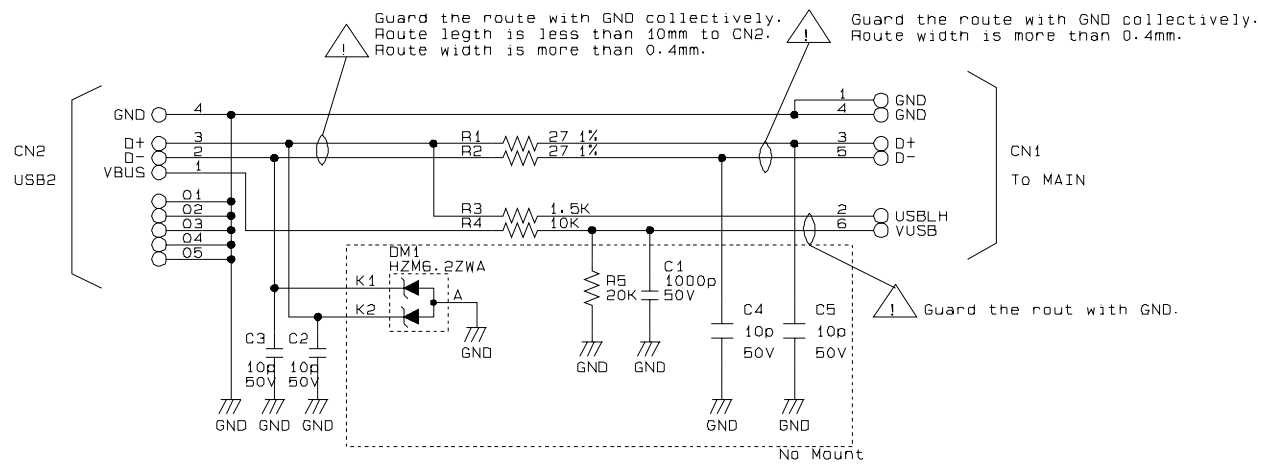 Guard the route with GND collectively.
Route legth is less than 10mm to CN2.
Route width is more than 0.4mm.
Guard the route with GND collectively.
Route width is more than 0.4mm.
!
!
CN2
USB2
GND 4
D+ 3
D- 2
VBUS 1
O1
O2
O3
O4
O5
R1 27 1%
R2 27 1%
R3 1.5K
R4 10K
1 GND
4 GND
3 D+
5 D-
2 USBLH
6 VUSB
CN1
To MAIN
DM1
HZM6.2ZWA
K1
K2
A
GND
R5
20K
GND
C1
1000p
50V
GND
!
Guard the rout with GND.
C3
10p
50V
C2
10p
50V
C4
10p
50V
C5
10p
50V
GND
GND
GND
GND
GND
No Mount